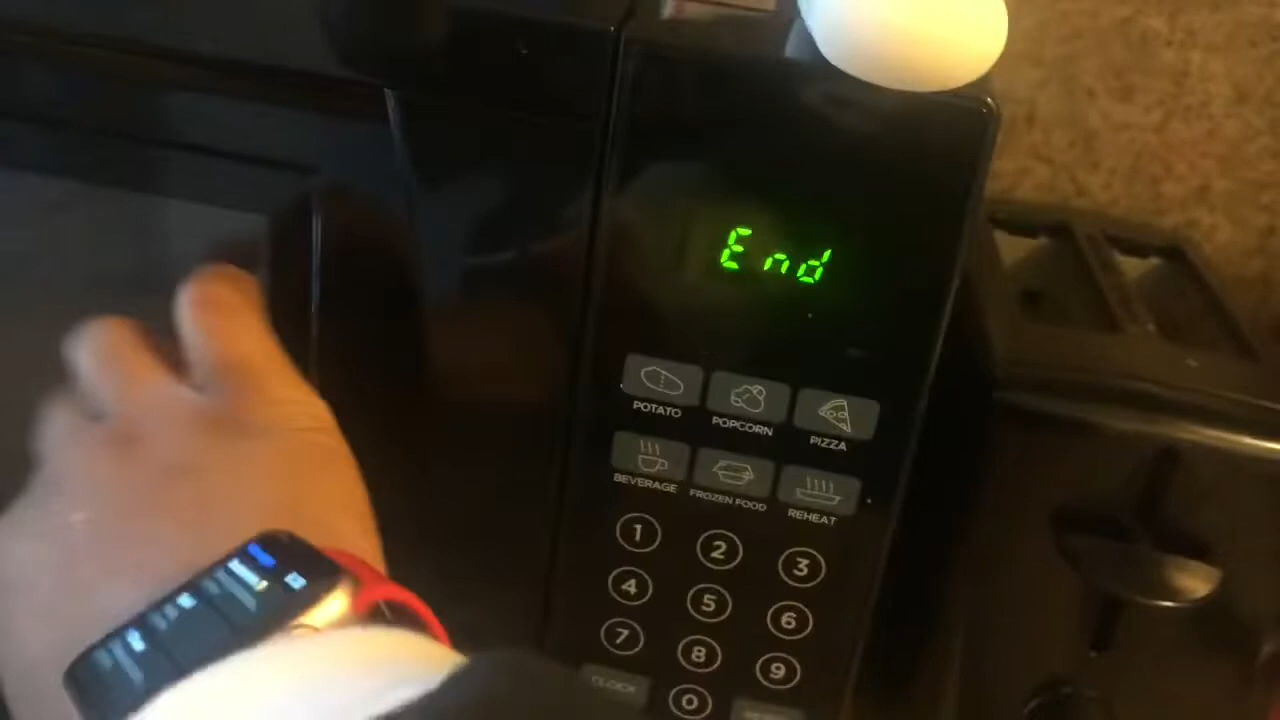 End
POTATO POPCORN PIZZA
BEVERAGE FROZEN FOOD REHEAT
1 2 3
4 5 6
7 8 9
CLOCK 0